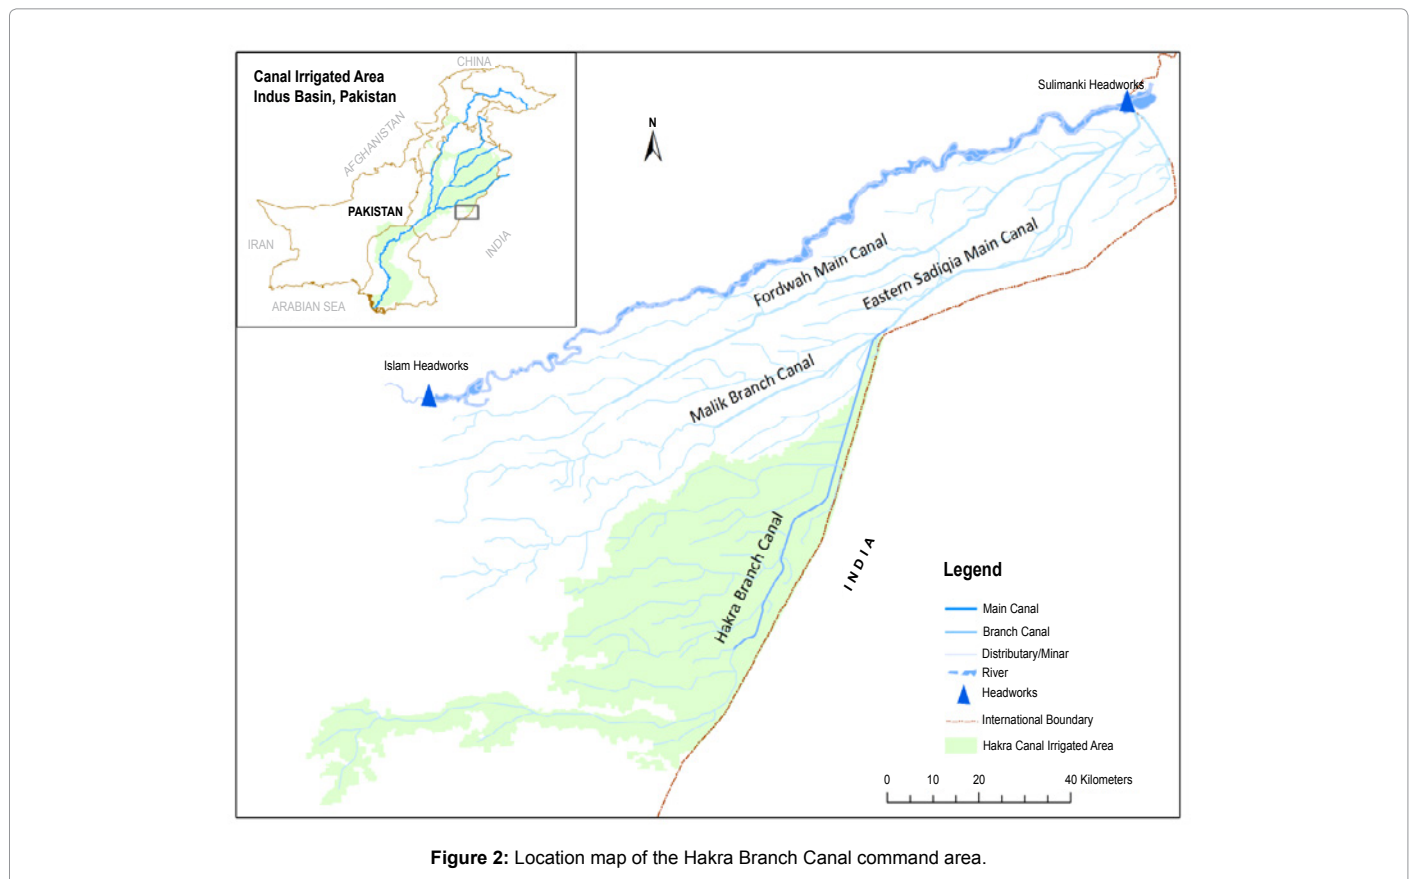 Canal Irrigated Area
Indus Basin, Pakistan
CHINA
AFGHANISTAN
PAKISTAN
IRAN
INDIA
ARABIAN SEA
N
Sulimanki Headworks
Fordwah Main Canal
Eastern Sadiqia Main Canal
Islam Headworks
Malik Branch Canal
Hakra Branch Canal
INDIA
Legend
Main Canal
Branch Canal
Distributary/Minar
River
Headworks
International Boundary
Hakra Canal Irrigated Area
0 10 20 40 Kilometers
Figure 2: Location map of the Hakra Branch Canal command area.